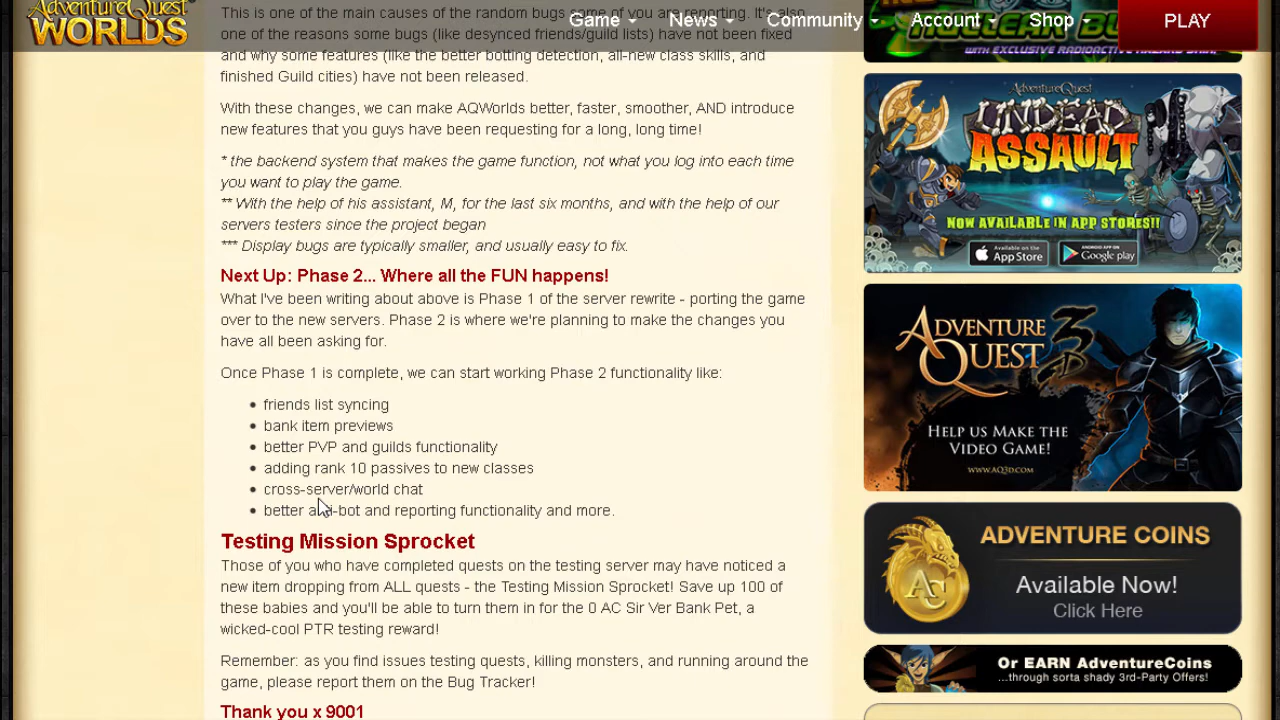 AdventureQuest
WORLDS
Game
News
Community
Account
Shop
PLAY
This is one of the main causes of the random bugs some of you are reporting. It's also
one of the reasons some bugs (like desynced friends/guild lists) have not been fixed
and why some features (like the better botting detection, all-new class skills, and
finished Guild cities) have not been released.
With these changes, we can make AQWorlds better, faster, smoother, AND introduce
new features that you guys have been requesting for a long, long time!
* the backend system that makes the game function, not what you log into each time
you want to play the game.
** With the help of his assistant, M, for the last six months, and with the help of our
servers testers since the project began
*** Display bugs are typically smaller, and usually easy to fix.
Next Up: Phase 2... Where all the FUN happens!
What I've been writing about above is Phase 1 of the server rewrite - porting the game
over to the new servers. Phase 2 is where we're planning to make the changes you
have all been asking for.
Once Phase 1 is complete, we can start working Phase 2 functionality like:
• friends list syncing
• bank item previews
• better PVP and guilds functionality
• adding rank 10 passives to new classes
• cross-server/world chat
• better anti-bot and reporting functionality and more.
Testing Mission Sprocket
Those of you who have completed quests on the testing server may have noticed a
new item dropping from ALL quests - the Testing Mission Sprocket! Save up 100 of
these babies and you'll be able to turn them in for the 0 AC Sir Ver Bank Pet, a
wicked-cool PTR testing reward!
Remember: as you find issues testing quests, killing monsters, and running around the
game, please report them on the Bug Tracker!
Thank you x 9001
NUCLEAR
WITH EXCLUSIVE RADIOACTIVE HAZARD SKIN!
AdventureQuest
UNDEAD
ASSAULT
NOW AVAILABLE IN APP STORES!!
Available on the
App Store
ANDROID APP ON
Google play
ADVENTURE
QUEST 3D
HELP US MAKE THE
VIDEO GAME!
WWW.AQ3D.COM
AC
ADVENTURE COINS
Available Now!
Click Here
Or EARN AdventureCoins
...through sorta shady 3rd-Party Offers!